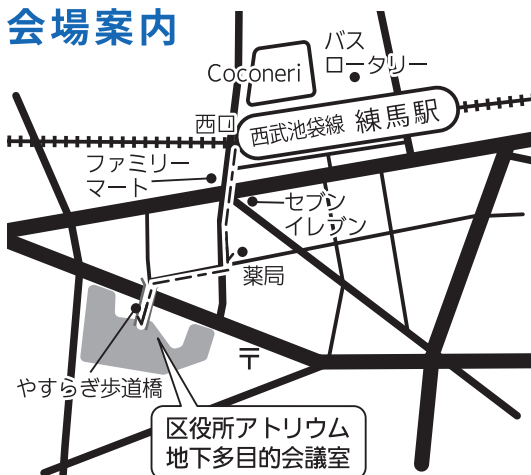 会場案内
バス
ロータリー
Coconeri
西口
西武池袋線 練馬駅
ファミリー
マート
セブン
イレブン
薬局
〒
やすらぎ歩道橋
区役所アトリウム
地下多目的会議室